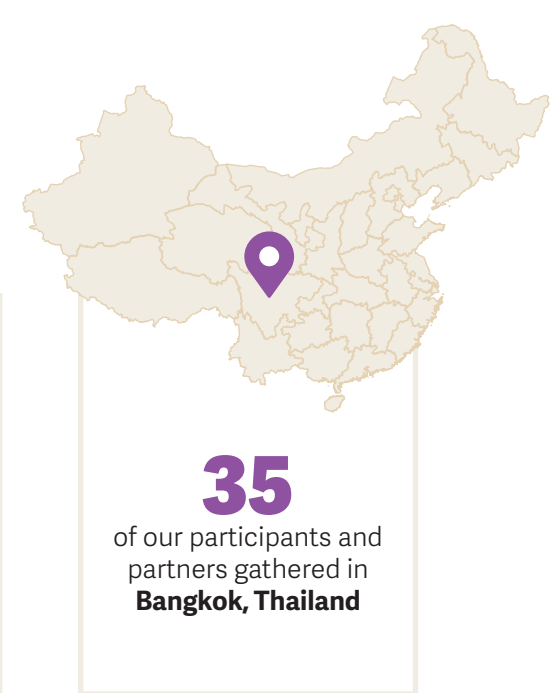 35
of our participants and
partners gathered in
Bangkok, Thailand